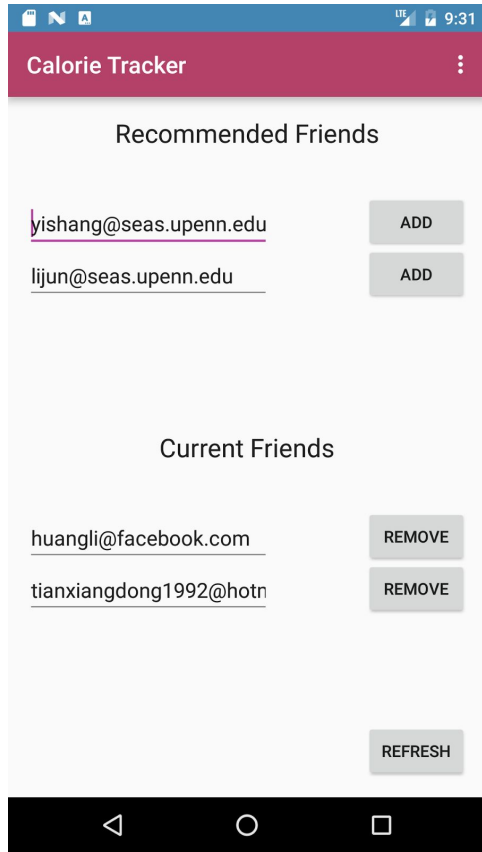 LTE 9:31
Calorie Tracker
Recommended Friends
yishang@seas.upenn.edu ADD
lijun@seas.upenn.edu ADD
Current Friends
huangli@facebook.com REMOVE
tianxiangdong1992@hotn REMOVE
REFRESH